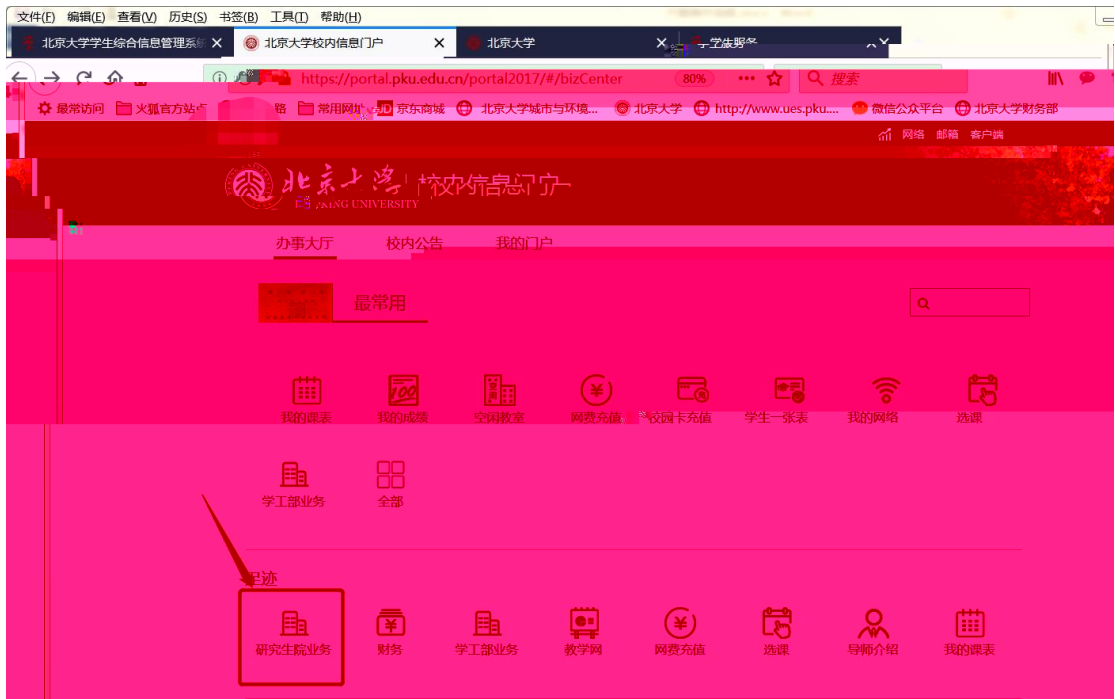 文件(F) 编辑(E) 查看(V) 历史(S) 书签(B) 工具(T) 帮助(H)
北京大学学生综合信息管理系统 北京大学校内信息门户 北京大学
https://portal.pku.edu.cn/portal2017/#/bizCenter 80% 搜索
最常访问 火狐官方站点 常用网址 京东商城 北京大学城市与环境... 北京大学 http://www.ues.pku.... 微信公众平台 北京大学财务部
网络 邮箱 客户端
北京大学 校内信息门户
PEKING UNIVERSITY
办事大厅 校内公告 我的门户
最常用
我的课表 我的成绩 空闲教室 网费充值 校园卡充值 学生一张表 我的网络 选课
学工部业务 全部
足迹
研究生院业务 财务 学工部业务 教学网 网费充值 选课 导师介绍 我的课表